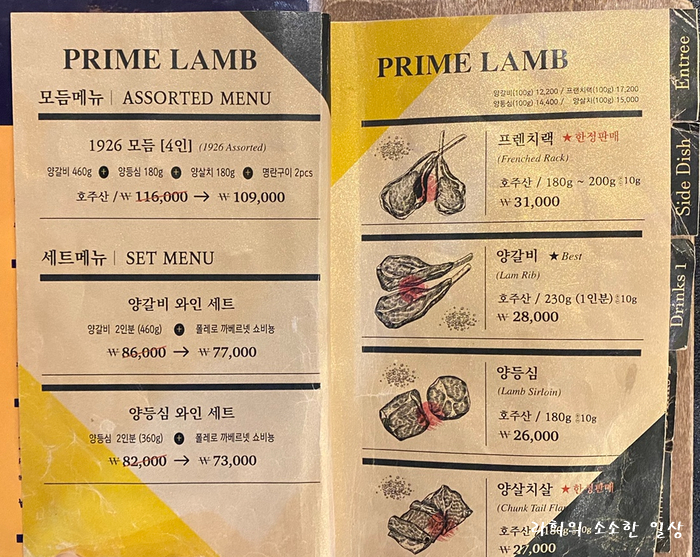 PRIME LAMB
모듬메뉴 | ASSORTED MENU
1926 모듬 [4인] (1926 Assorted)
양갈비 460g + 양등심 180g + 양살치 180g + 명란구이 2pcs
호주산 / ₩ 116,000 → ₩ 109,000
세트메뉴 | SET MENU
양갈비 와인 세트
양갈비 2인분 (460g) + 폴레로 까베르넷 쇼비뇽
₩ 86,000 → ₩ 77,000
양등심 와인 세트
양등심 2인분 (360g) + 폴레로 까베르넷 쇼비뇽
₩ 82,000 → ₩ 73,000
PRIME LAMB
양갈비(100g) 12,200 / 프렌치랙(100g) 17,200
양등심(100g) 14,400 / 양살치(100g) 15,000
프렌치랙 ★한정판매
(Frenched Rack)
호주산 / 180g ~ 200g ±10g
₩ 31,000
양갈비 ★Best
(Lam Rib)
호주산 / 230g (1인분) ±10g
₩ 28,000
양등심
(Lamb Sirloin)
호주산 / 180g ±10g
₩ 26,000
양살치살 ★한정판매
(Chunk Tail Flap
호주산 / 180g
₩ 27,000
Entree
Side Dish
Drinks 1
소소한 일상